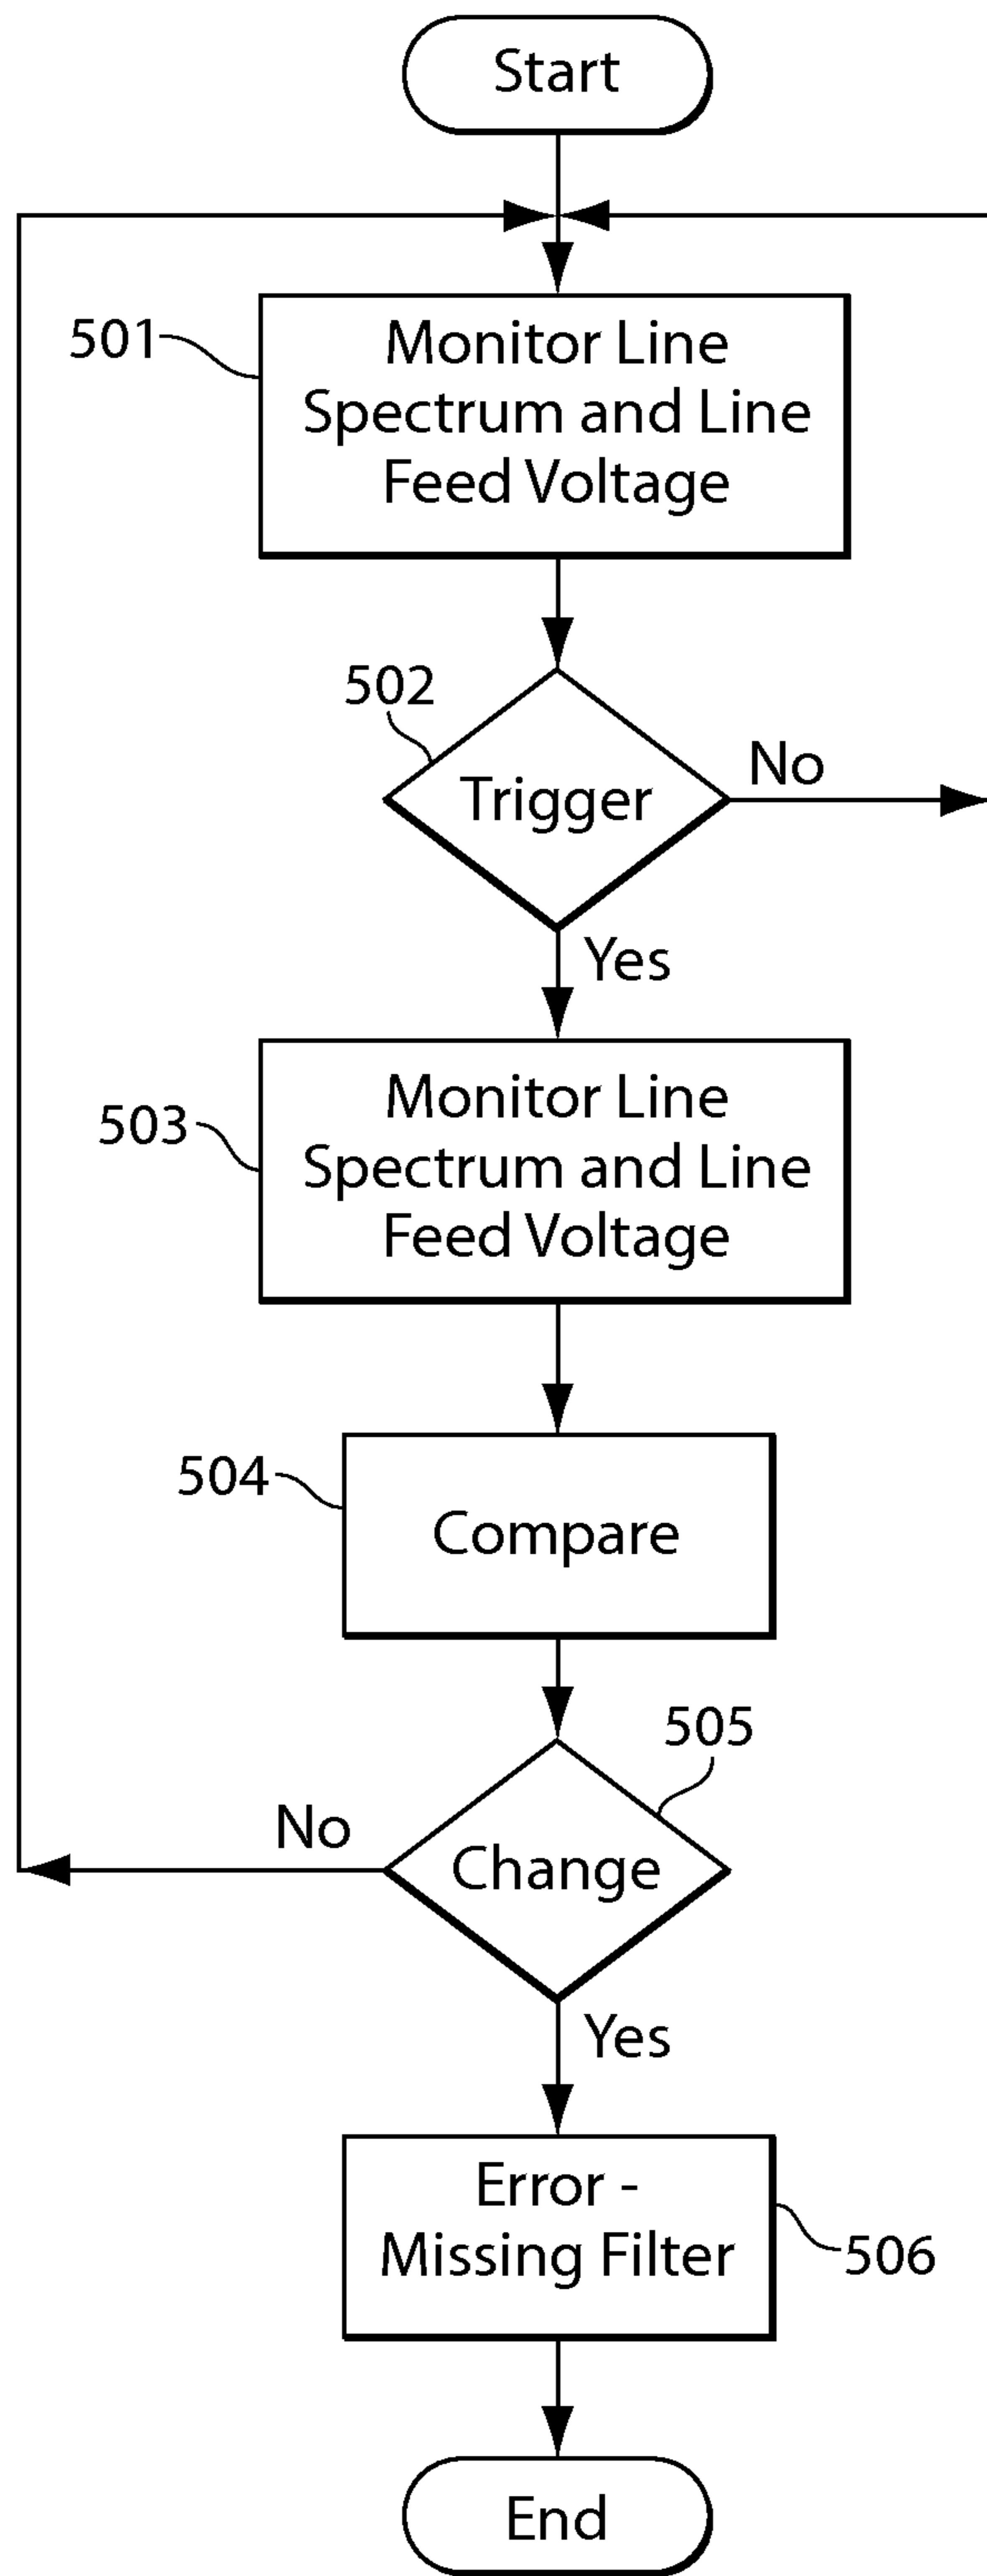 Start
501
Monitor Line
Spectrum and Line
Feed Voltage
502
Trigger
No
Yes
503
Monitor Line
Spectrum and Line
Feed Voltage
504
Compare
505
No
Change
Yes
Error -
Missing Filter
506
End